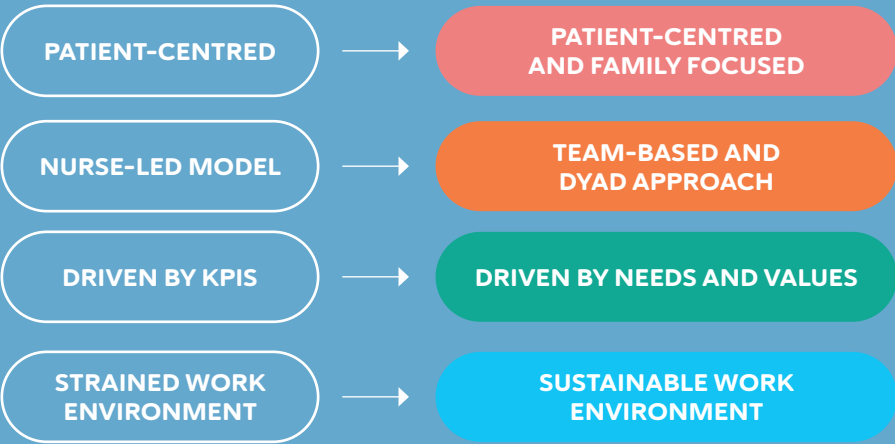 PATIENT-CENTRED
PATIENT-CENTRED
AND FAMILY FOCUSED
NURSE-LED MODEL
TEAM-BASED AND
DYAD APPROACH
DRIVEN BY KPIS
DRIVEN BY NEEDS AND VALUES
STRAINED WORK
ENVIRONMENT
SUSTAINABLE WORK
ENVIRONMENT